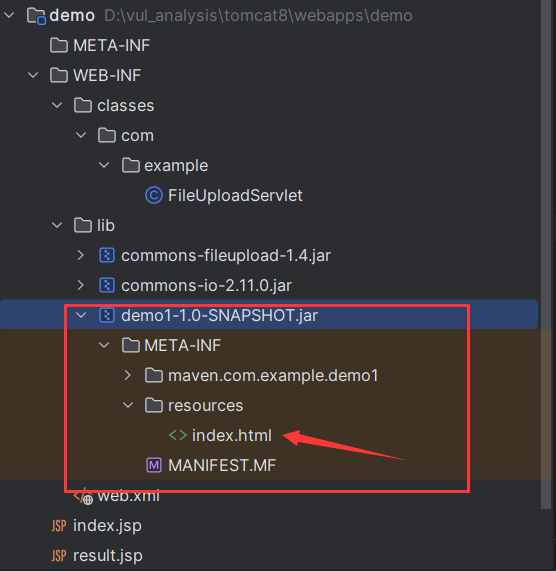 demo D:\vul_analysis\tomcat8\webapps\demo
META-INF
WEB-INF
classes
com
example
C FileUploadServlet
lib
commons-fileupload-1.4.jar
commons-io-2.11.0.jar
demo1-1.0-SNAPSHOT.jar
META-INF
maven.com.example.demo1
resources
<> index.html
M MANIFEST.MF
</> web.xml
JSP index.jsp
JSP result.jsp